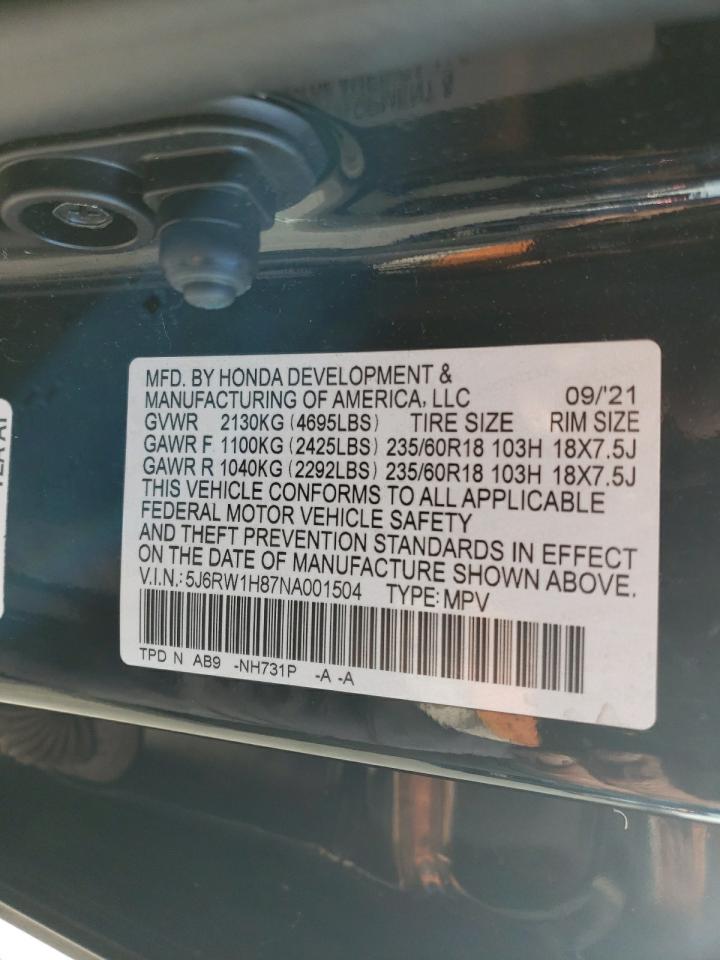 MFD. BY HONDA DEVELOPMENT &
MANUFACTURING OF AMERICA, LLC 09/'21
GVWR 2130KG (4695LBS) TIRE SIZE RIM SIZE
GAWR F 1100KG (2425LBS) 235/60R18 103H 18X7.5J
GAWR R 1040KG (2292LBS) 235/60R18 103H 18X7.5J
THIS VEHICLE CONFORMS TO ALL APPLICABLE
FEDERAL MOTOR VEHICLE SAFETY
AND THEFT PREVENTION STANDARDS IN EFFECT
ON THE DATE OF MANUFACTURE SHOWN ABOVE.
V.I.N.: 5J6RW1H87NA001504 TYPE: MPV
TPD N AB9 -NH731P -A -A